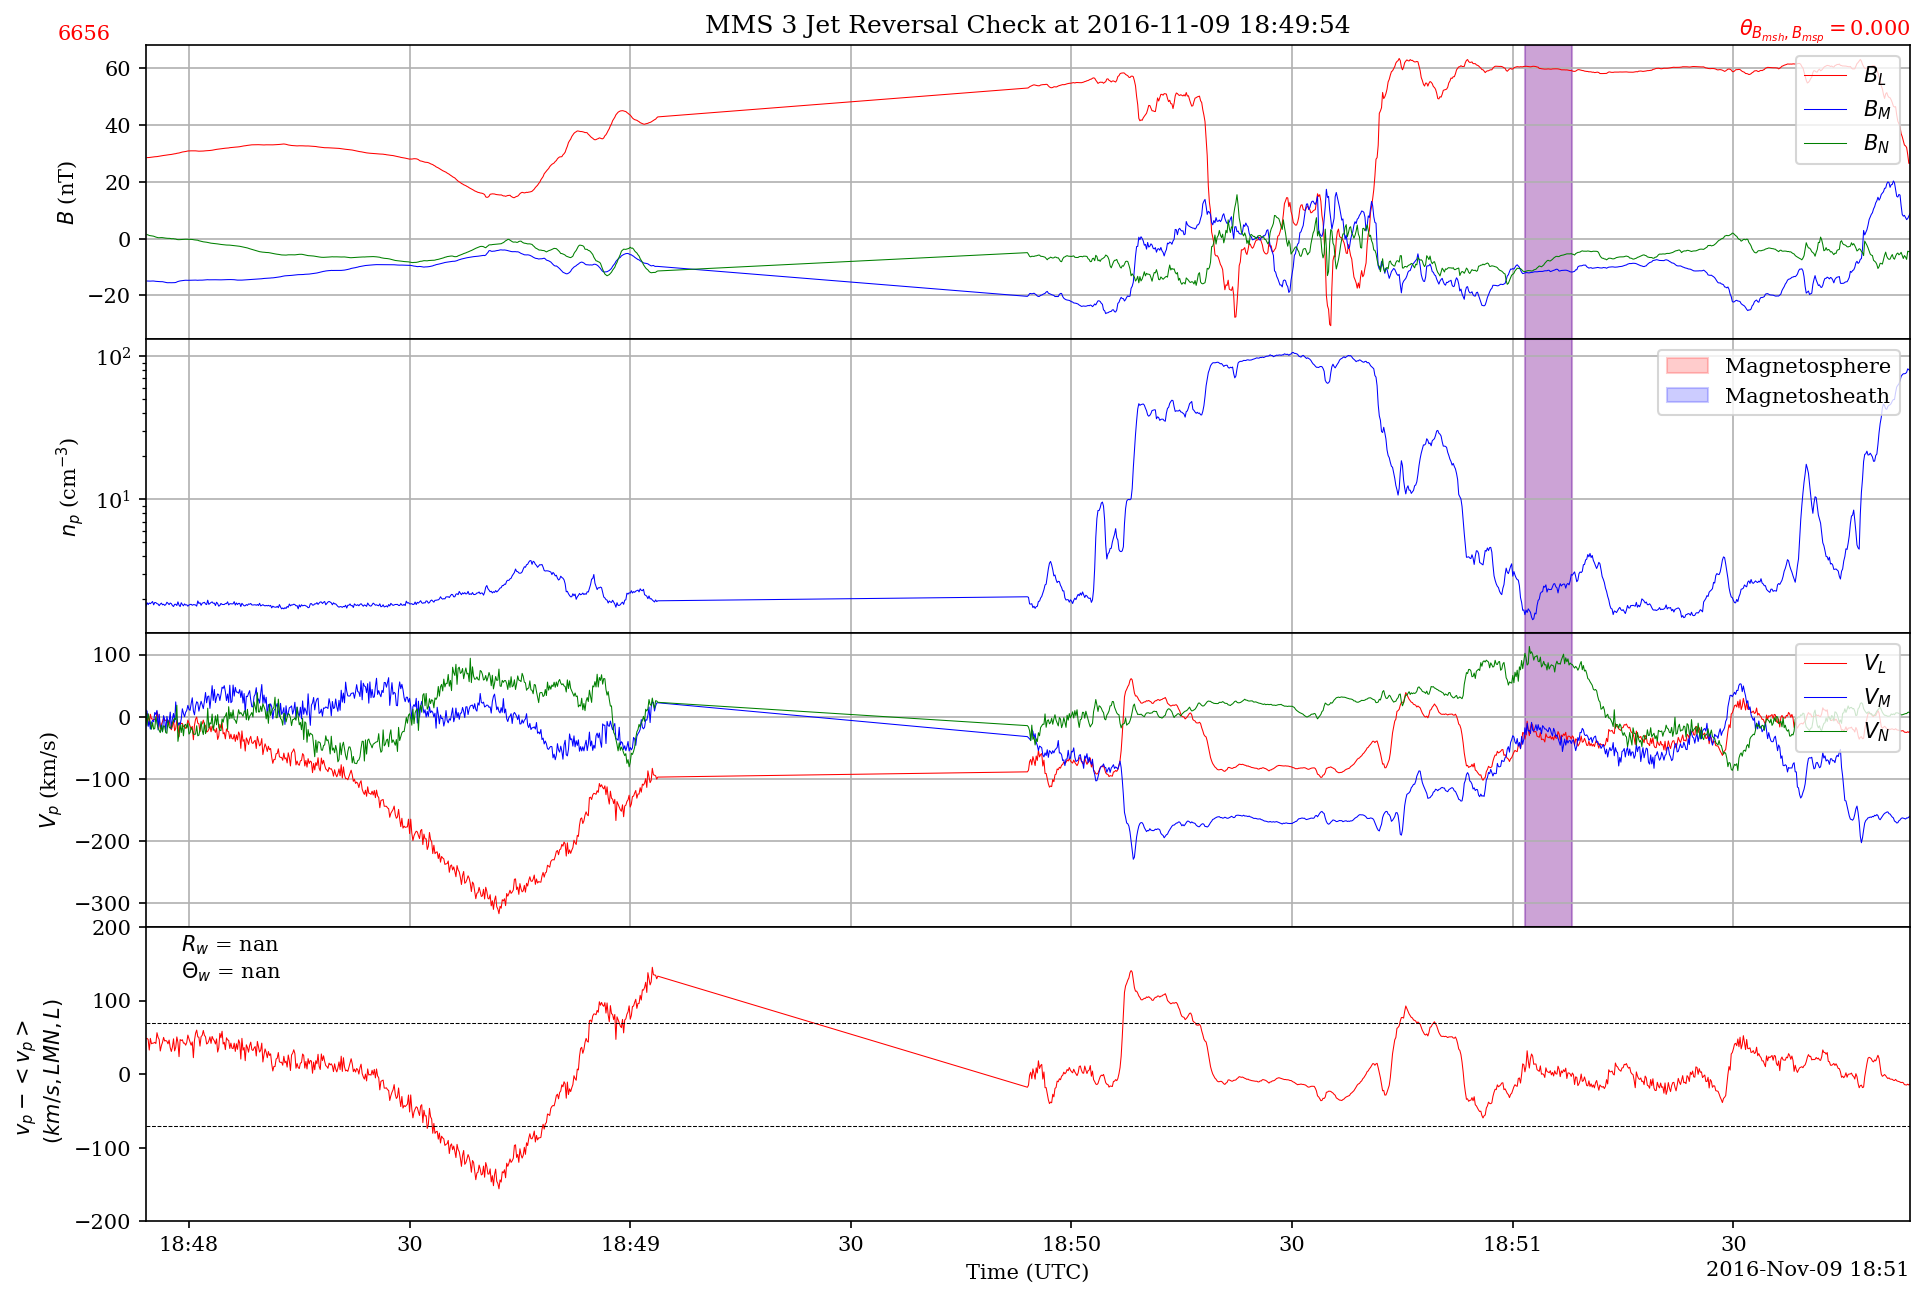 MMS 3 Jet Reversal Check at 2016-11-09 18:49:54
6656
θ_{B_{msh}, B_{msp}} = 0.000
60
40
20
0
−20
B (nT)
B_L
B_M
B_N
10^2
10^1
n_p (cm^{−3})
Magnetosphere
Magnetosheath
100
0
−100
−200
−300
V_p (km/s)
V_L
V_M
V_N
200
100
0
−100
−200
v_p − < v_p >
(km/s, LMN, L)
R_w = nan
Θ_w = nan
18:48 30 18:49 30 18:50 30 18:51 30
Time (UTC)
2016-Nov-09 18:51